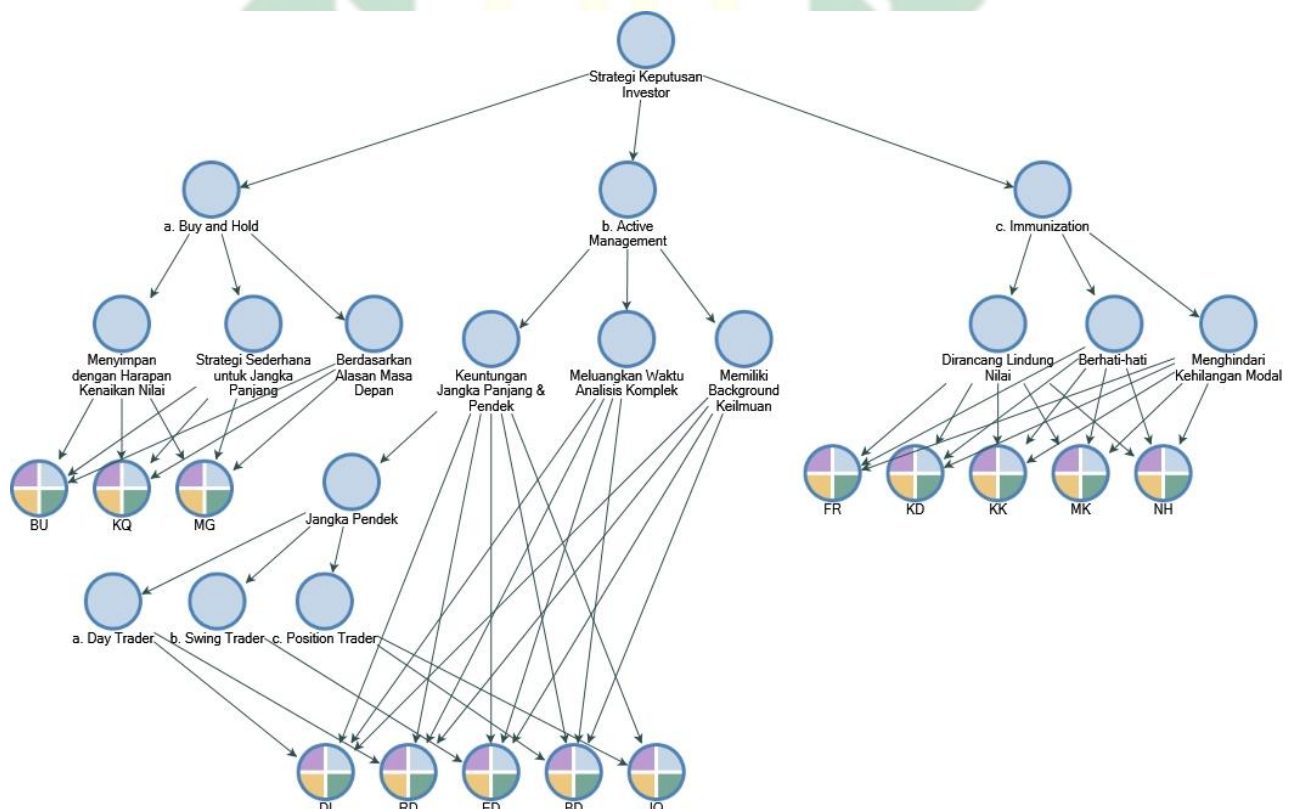 Strategi Keputusan
Investor
a. Buy and Hold
b. Active
Management
c. Immunization
Menyimpan
dengan Harapan
Kenaikan Nilai
Strategi Sederhana
untuk Jangka
Panjang
Berdasarkan
Alasan Masa
Depan
Keuntungan
Jangka Panjang &
Pendek
Meluangkan Waktu
Analisis Komplek
Memiliki
Background
Keilmuan
Dirancang Lindung
Nilai
Berhati-hati
Menghindari
Kehilangan Modal
BU
KQ
MG
Jangka Pendek
FR
KD
KK
MK
NH
a. Day Trader
b. Swing Trader
c. Position Trader